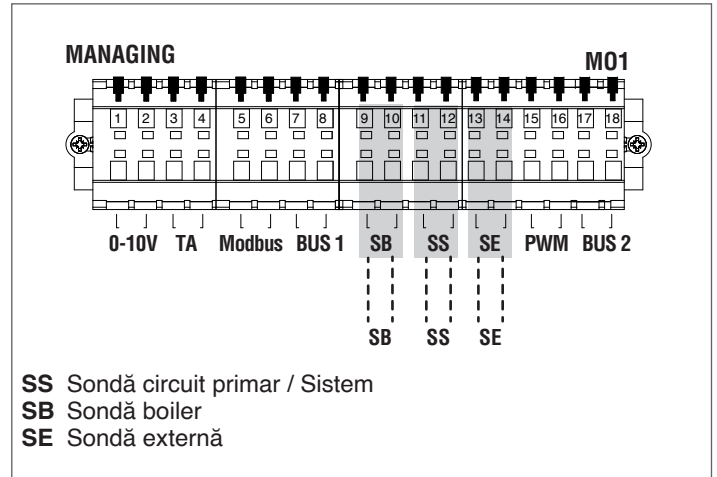 MANAGING MO1
1 2 3 4 5 6 7 8 9 10 11 12 13 14 15 16 17 18
0-10V TA Modbus BUS 1 SB SS SE PWM BUS 2
SB SS SE
SS Sondă circuit primar / Sistem
SB Sondă boiler
SE Sondă externă